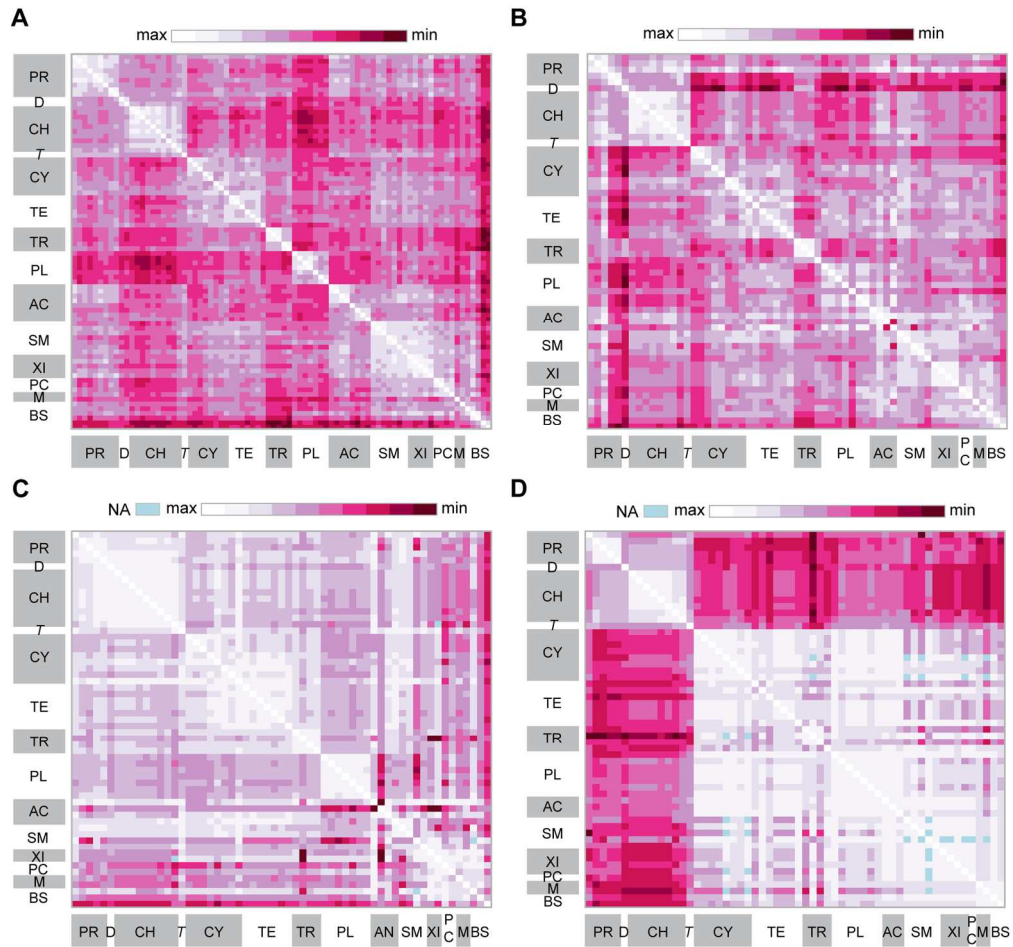 A
max min
PR
D
CH
T
CY
TE
TR
PL
AC
SM
XI
PC
M
BS
PR D CH T CY TE TR PL AC SM XI PC M BS
B
max min
PR
D
CH
T
CY
TE
TR
PL
AC
SM
XI
PC
M
BS
PR D CH T CY TE TR PL AC SM XI P C M BS
C
NA max min
PR
D
CH
T
CY
TE
TR
PL
AC
SM
XI
PC
M
BS
PR D CH T CY TE TR PL AN SM XI P C M BS
D
NA max min
PR
D
CH
T
CY
TE
TR
PL
AC
SM
XI
PC
M
BS
PR D CH T CY TE TR PL AC SM XI P C M BS